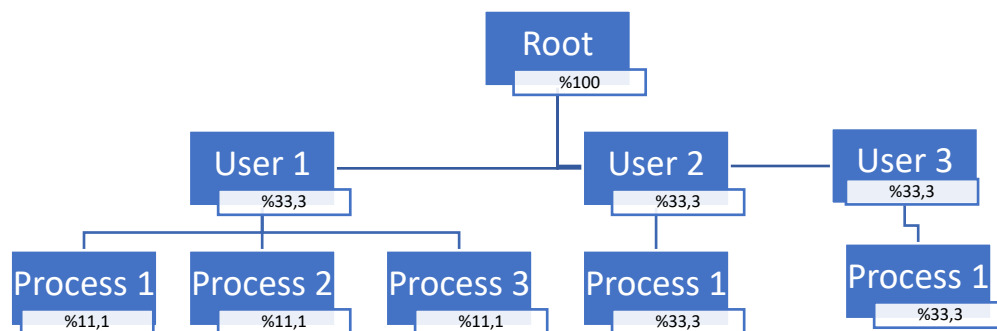 Root
%100
User 1
%33,3
User 2
%33,3
User 3
%33,3
Process 1
%11,1
Process 2
%11,1
Process 3
%11,1
Process 1
%33,3
Process 1
%33,3